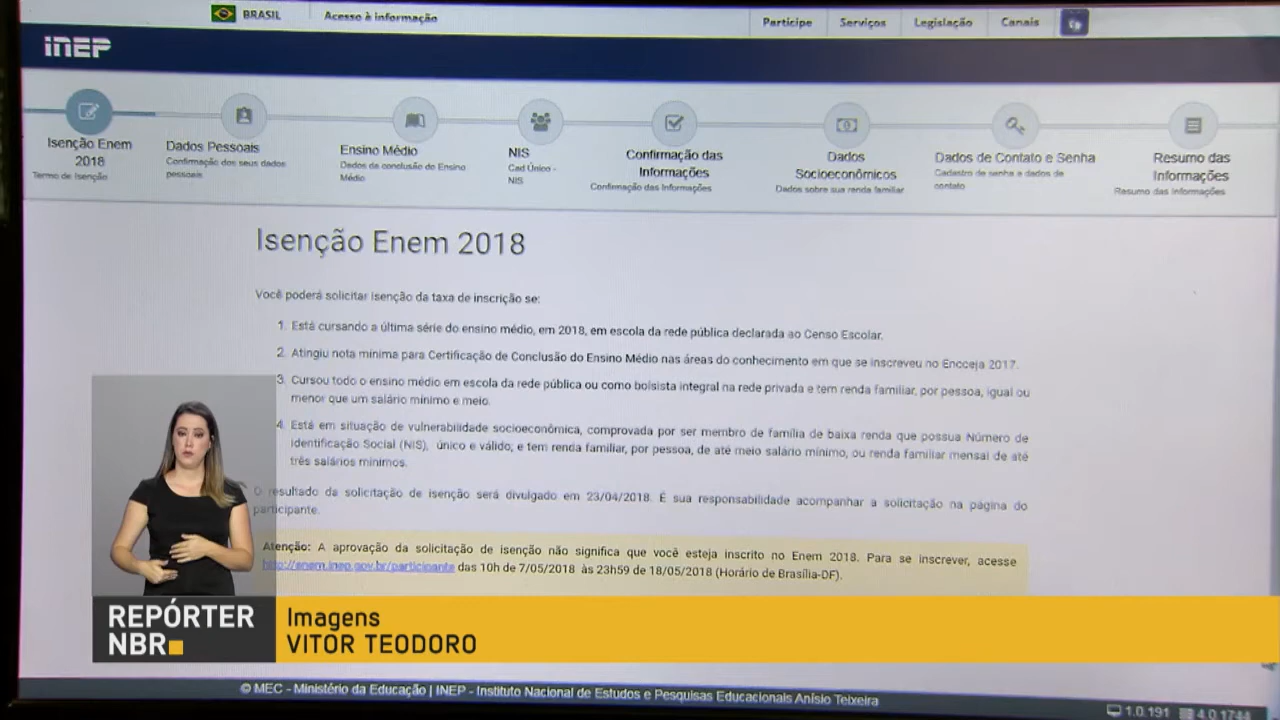 BRASIL
Acesso à informação
Participe
Serviços
Legislação
Canais
inep
Isenção Enem
2018
Termo de Isenção
Dados Pessoais
Confirmação dos seus dados
pessoais
Ensino Médio
Dados da conclusão do Ensino
Médio
NIS
Cad Único -
NIS
Confirmação das
Informações
Confirmação das Informações
Dados
Socioeconômicos
Dados sobre sua renda familiar
Dados de Contato e Senha
Cadastro de senha e dados de
contato
Resumo das
Informações
Resumo das Informações
Isenção Enem 2018
Você poderá solicitar isenção da taxa de inscrição se:
1. Está cursando a última série do ensino médio, em 2018, em escola da rede pública declarada ao Censo Escolar.
2. Atingiu nota mínima para Certificação de Conclusão do Ensino Médio nas áreas do conhecimento em que se inscreveu no Encceja 2017.
3. Cursou todo o ensino médio em escola da rede pública ou como bolsista integral na rede privada e tem renda familiar, por pessoa, igual ou
menor que um salário mínimo e meio.
4. Está em situação de vulnerabilidade socioeconômica, comprovada por ser membro de família de baixa renda que possua Número de
Identificação Social (NIS), único e válido, e tem renda familiar, por pessoa, de até meio salário mínimo, ou renda familiar mensal de até
três salários mínimos.
O resultado da solicitação de isenção será divulgado em 23/04/2018. É sua responsabilidade acompanhar a solicitação na página do
participante.
Atenção: A aprovação da solicitação de isenção não significa que você esteja inscrito no Enem 2018. Para se inscrever, acesse
http://enem.inep.gov.br/participante das 10h de 7/05/2018 às 23h59 de 18/05/2018 (Horário de Brasília-DF).
REPÓRTER
NBR
Imagens
VITOR TEODORO
© MEC - Ministério da Educação | INEP - Instituto Nacional de Estudos e Pesquisas Educacionais Anísio Teixeira
1.0.191
4.0.1744